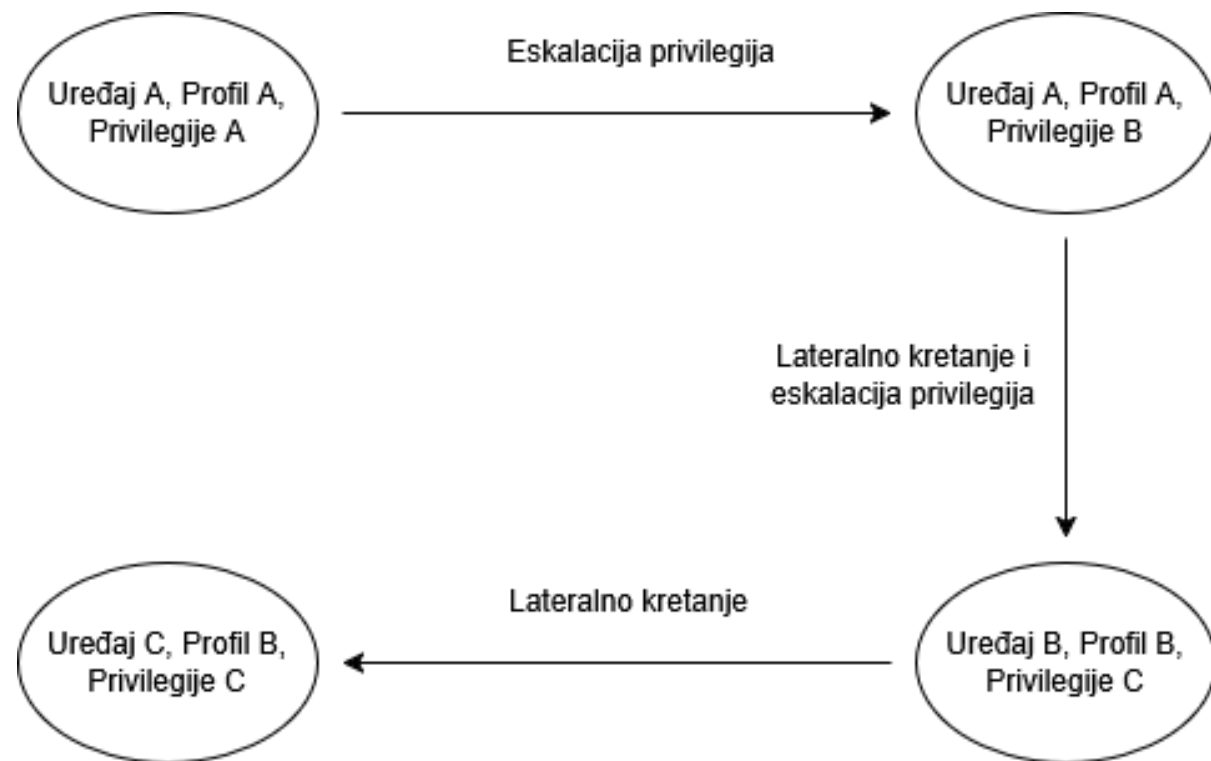 Eskalacija privilegija
Uređaj A, Profil A,
Privilegije A
Uređaj A, Profil A,
Privilegije B
Lateralno kretanje i
eskalacija privilegija
Lateralno kretanje
Uređaj C, Profil B,
Privilegije C
Uređaj B, Profil B,
Privilegije C